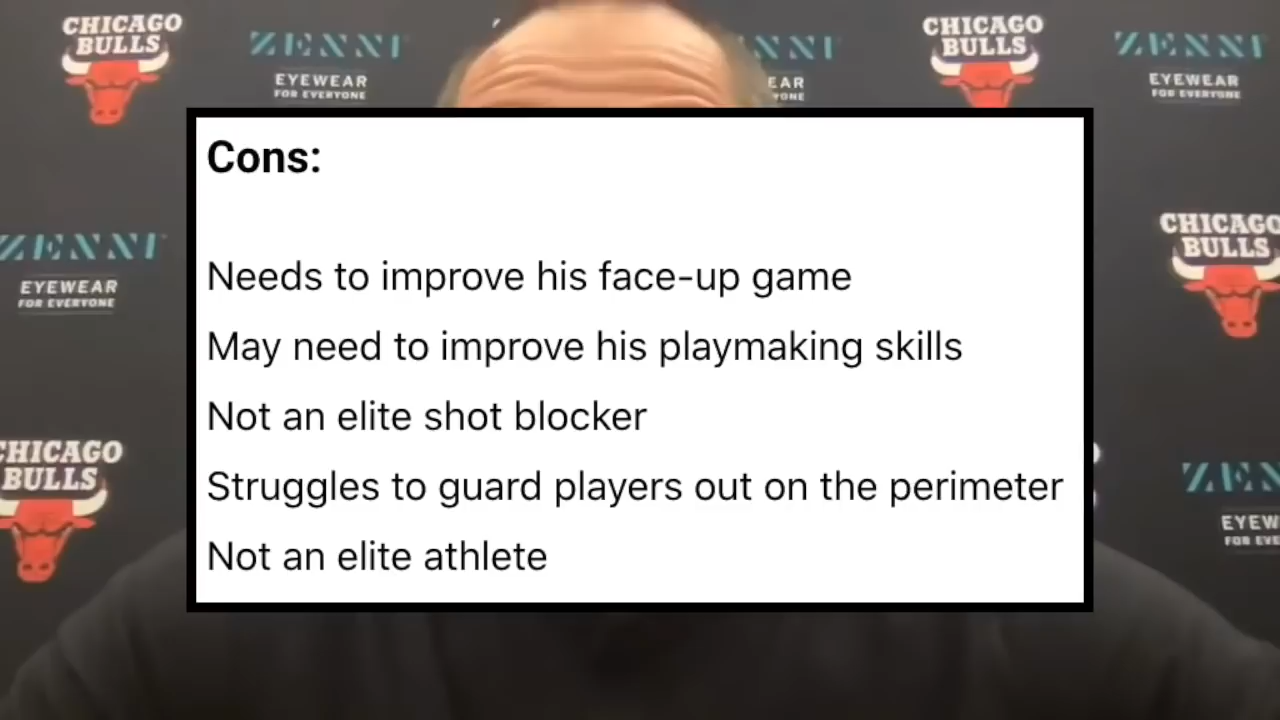 CHICAGO
BULLS
ZENNI
EYEWEAR
FOR EVERYONE
CHICAGO
BULLS
ZENNI
EYEWEAR
FOR EVERYONE
Cons:
Needs to improve his face-up game
May need to improve his playmaking skills
Not an elite shot blocker
Struggles to guard players out on the perimeter
Not an elite athlete
ZENNI
EYEWEAR
FOR EVERYONE
CHICAGO
BULLS
CHICAGO
BULLS